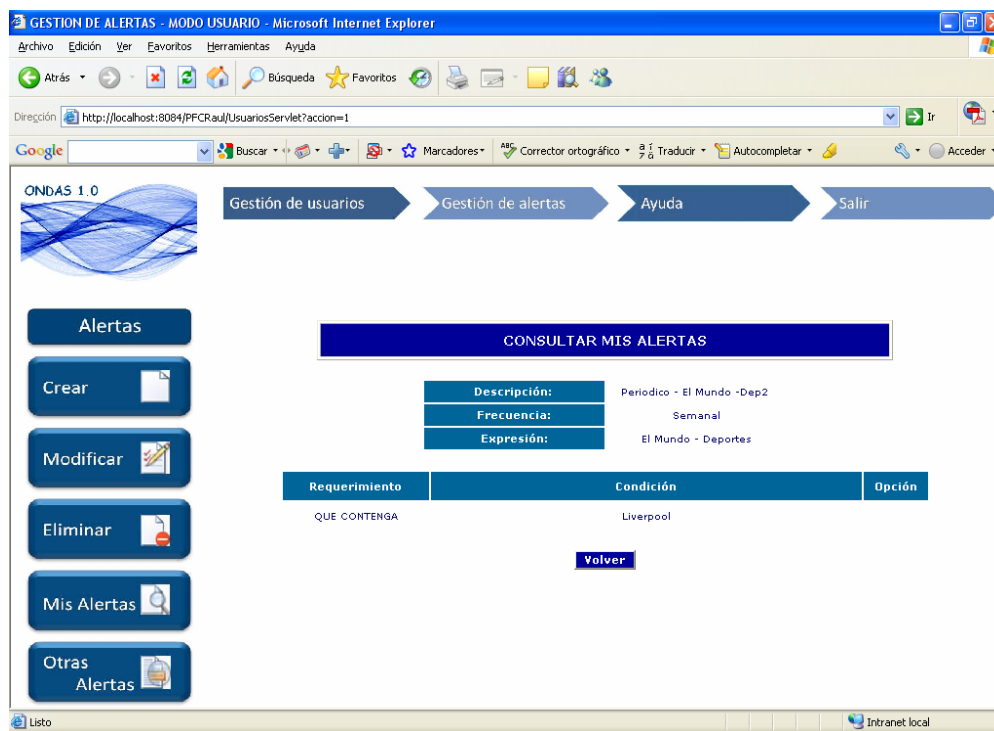 GESTION DE ALERTAS - MODO USUARIO - Microsoft Internet Explorer
Archivo Edición Ver Favoritos Herramientas Ayuda
Atrás Búsqueda Favoritos
Dirección http://localhost:8084/PFCRaul/UsuariosServlet?accion=1 Ir
Google Buscar Marcadores Corrector ortográfico Traducir Autocompletar Acceder
ONDAS 1.0
Gestión de usuarios Gestión de alertas Ayuda Salir
Alertas
CONSULTAR MIS ALERTAS
Crear
Descripción: Periodico - El Mundo -Dep2
Frecuencia: Semanal
Expresión: El Mundo - Deportes
Modificar
Requerimiento Condición Opción
QUE CONTENGA Liverpool
Eliminar
Volver
Mis Alertas
Otras
Alertas
Listo Intranet local